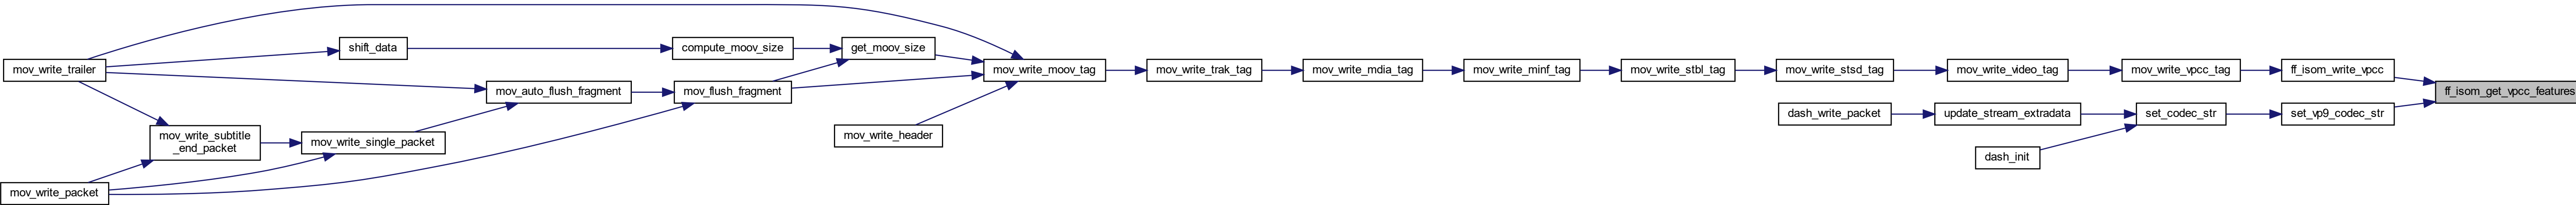 mov_write_trailer
shift_data
compute_moov_size
get_moov_size
mov_auto_flush_fragment
mov_flush_fragment
mov_write_header
mov_write_subtitle
_end_packet
mov_write_single_packet
mov_write_packet
mov_write_moov_tag
mov_write_trak_tag
mov_write_mdia_tag
mov_write_minf_tag
mov_write_stbl_tag
mov_write_stsd_tag
mov_write_video_tag
mov_write_vpcc_tag
ff_isom_write_vpcc
dash_write_packet
update_stream_extradata
set_codec_str
set_vp9_codec_str
dash_init
ff_isom_get_vpcc_features